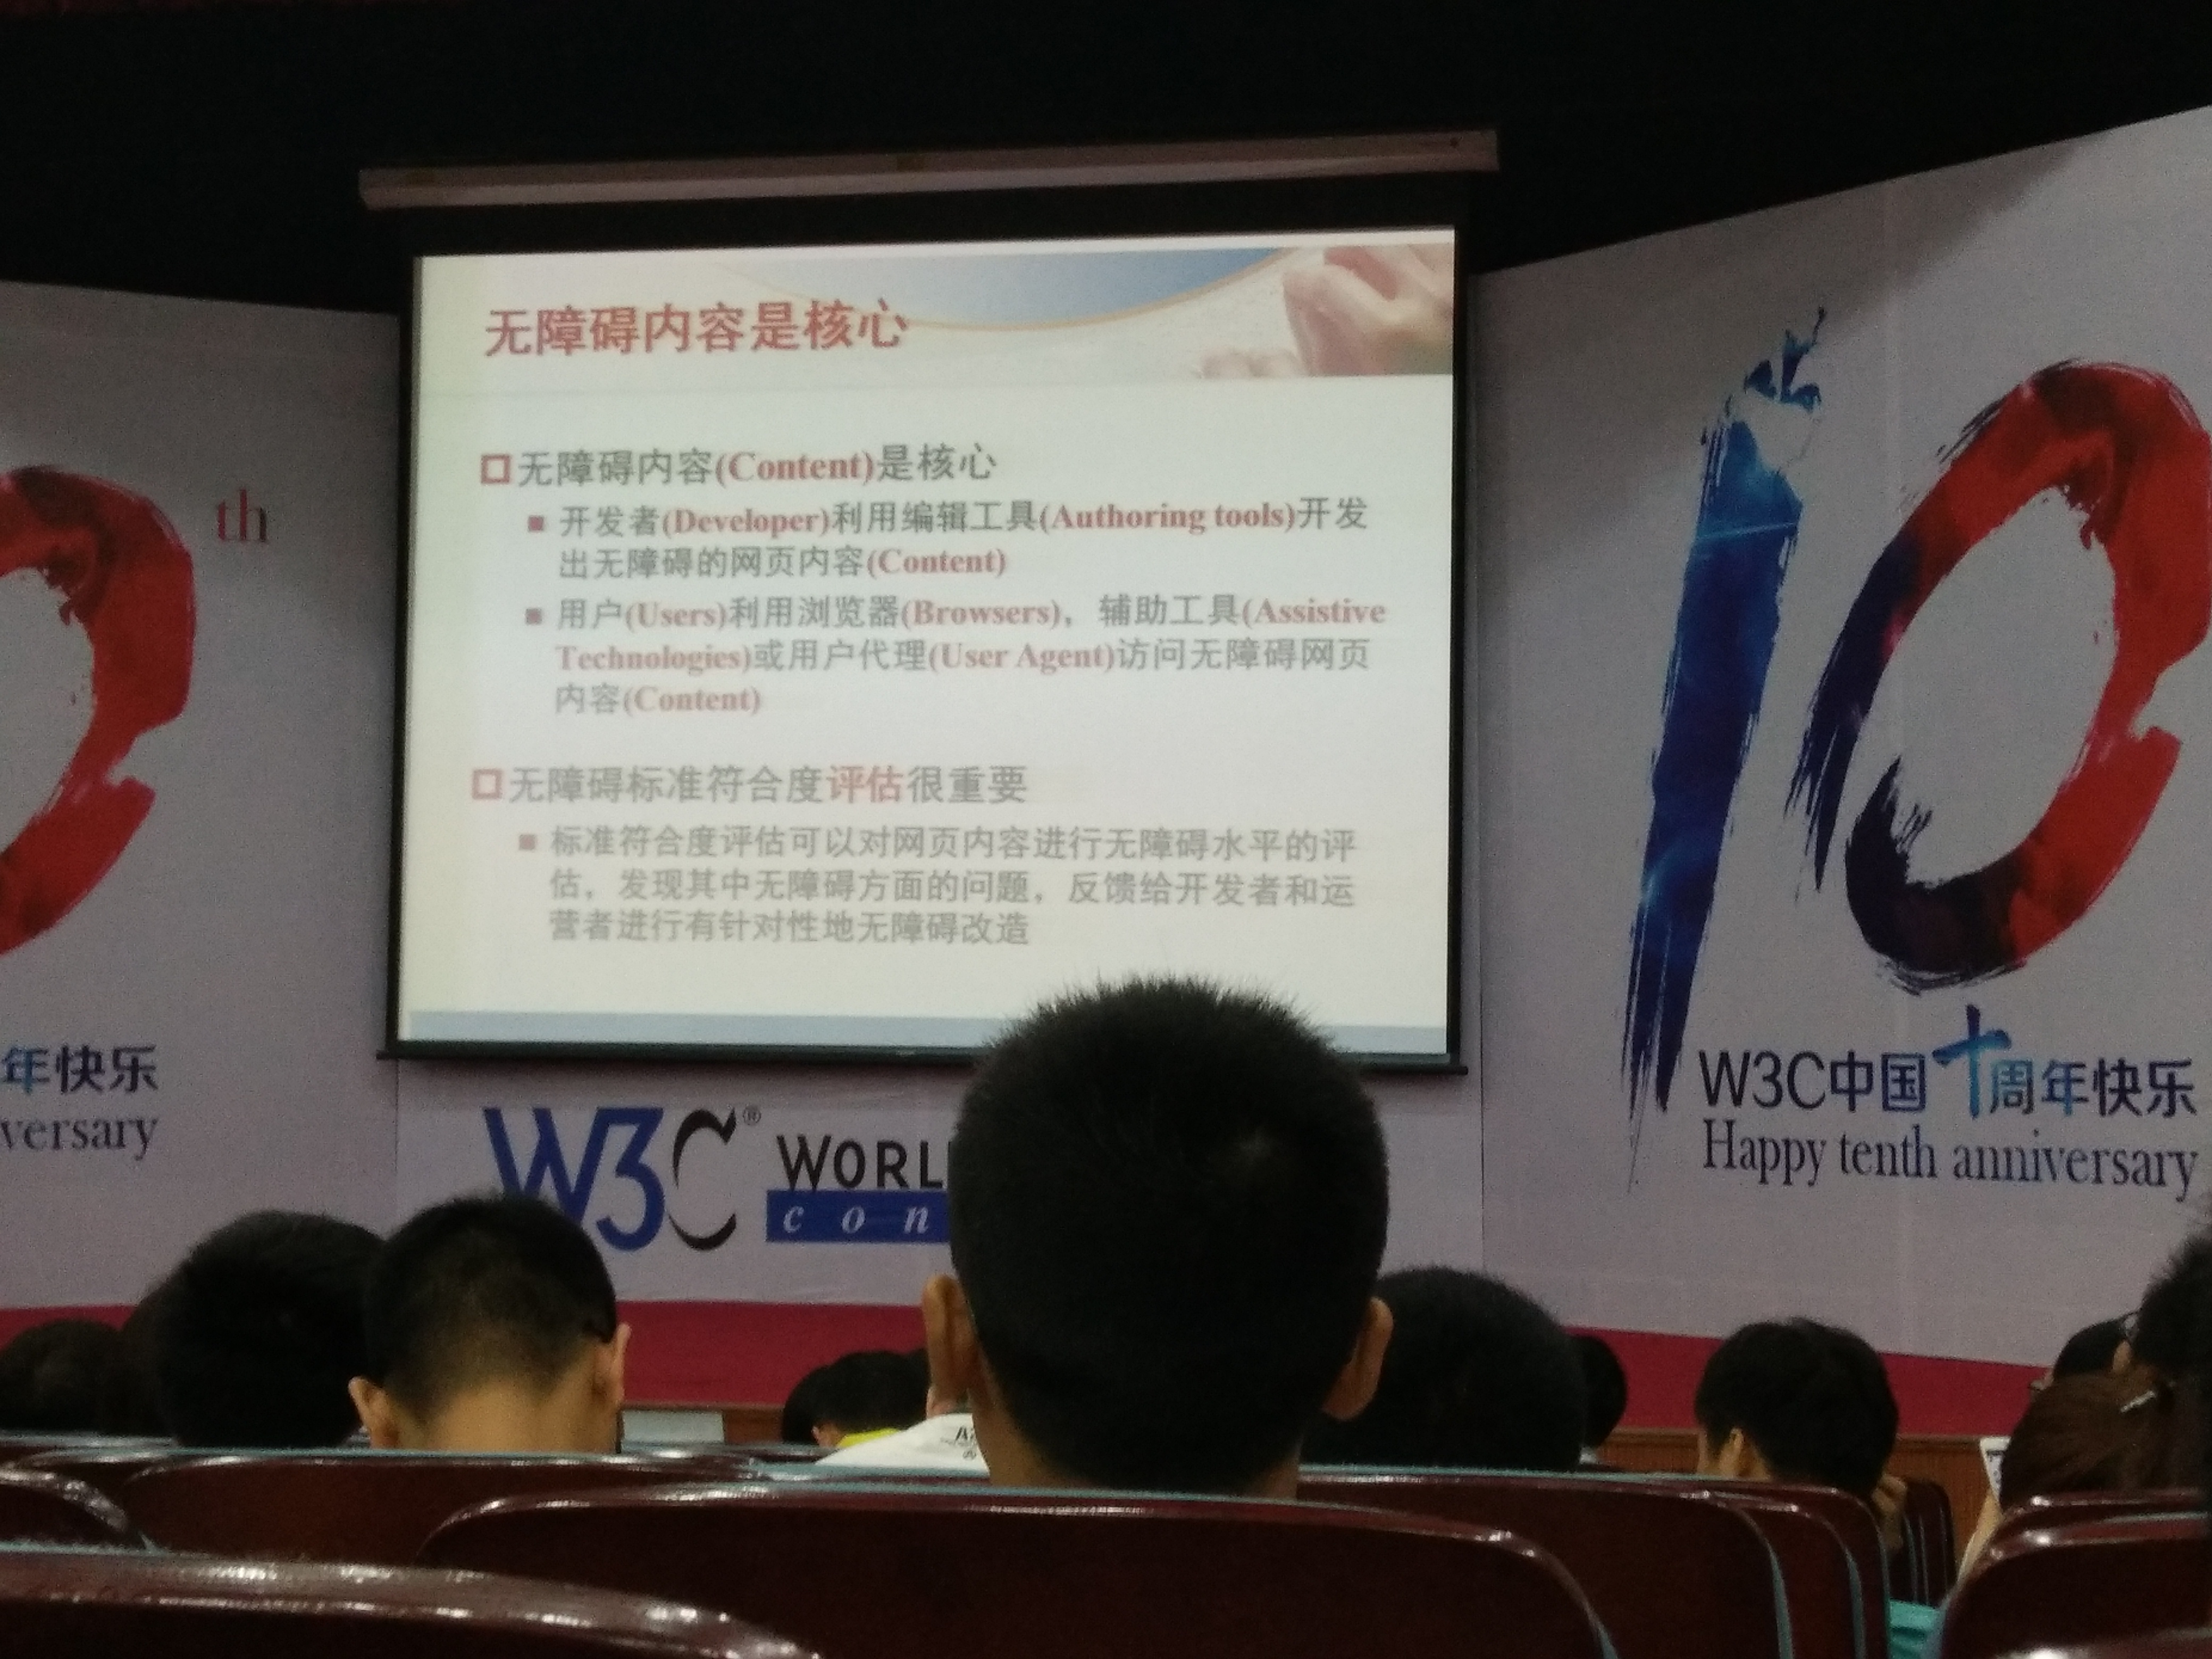 无障碍内容是核心
无障碍内容(Content)是核心
开发者(Developer)利用编辑工具(Authoring tools)开发
出无障碍的网页内容(Content)
用户(Users)利用浏览器(Browsers)，辅助工具(Assistive
Technologies)或用户代理(User Agent)访问无障碍网页
内容(Content)
无障碍标准符合度评估很重要
标准符合度评估可以对网页内容进行无障碍水平的评
估，发现其中无障碍方面的问题，反馈给开发者和运
营者进行有针对性地无障碍改造
th
年快乐
versary
W3C®
WORL
con
10
W3C中国十周年快乐
Happy tenth anniversary